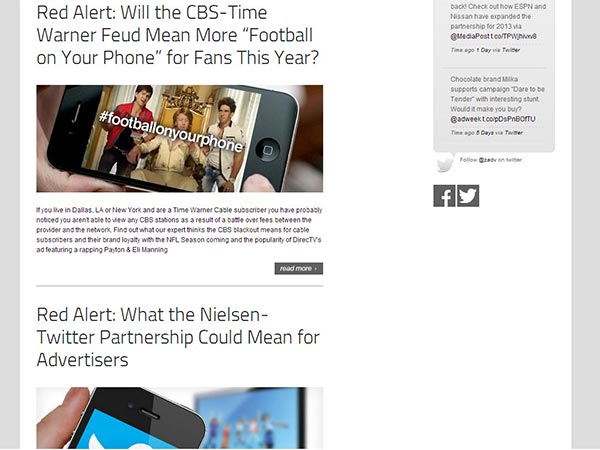 Red Alert: Will the CBS-Time
Warner Feud Mean More “Football
on Your Phone” for Fans This Year?
#footballonyourphone
If you live in Dallas, LA or New York and are a Time Warner Cable subscriber you have probably
noticed you aren't able to view any CBS stations as a result of a battle over fees between the
provider and the network. Find out what our expert thinks the CBS blackout means for cable
subscribers and their brand loyalty with the NFL Season coming and the popularity of DirecTV's
ad featuring a rapping Payton & Eli Manning
read more ›
Red Alert: What the Nielsen-
Twitter Partnership Could Mean for
Advertisers
back! Check out how ESPN and
Nissan have expanded the
partnership for 2013 via
@MediaPost
Time ago 1 Day via Twitter
Chocolate brand Milka
supports campaign "Dare to be
Tender" with interesting stunt.
Would it make you buy?
@adweek
Time ago 5 Days via Twitter
Follow @zadv on twitter.